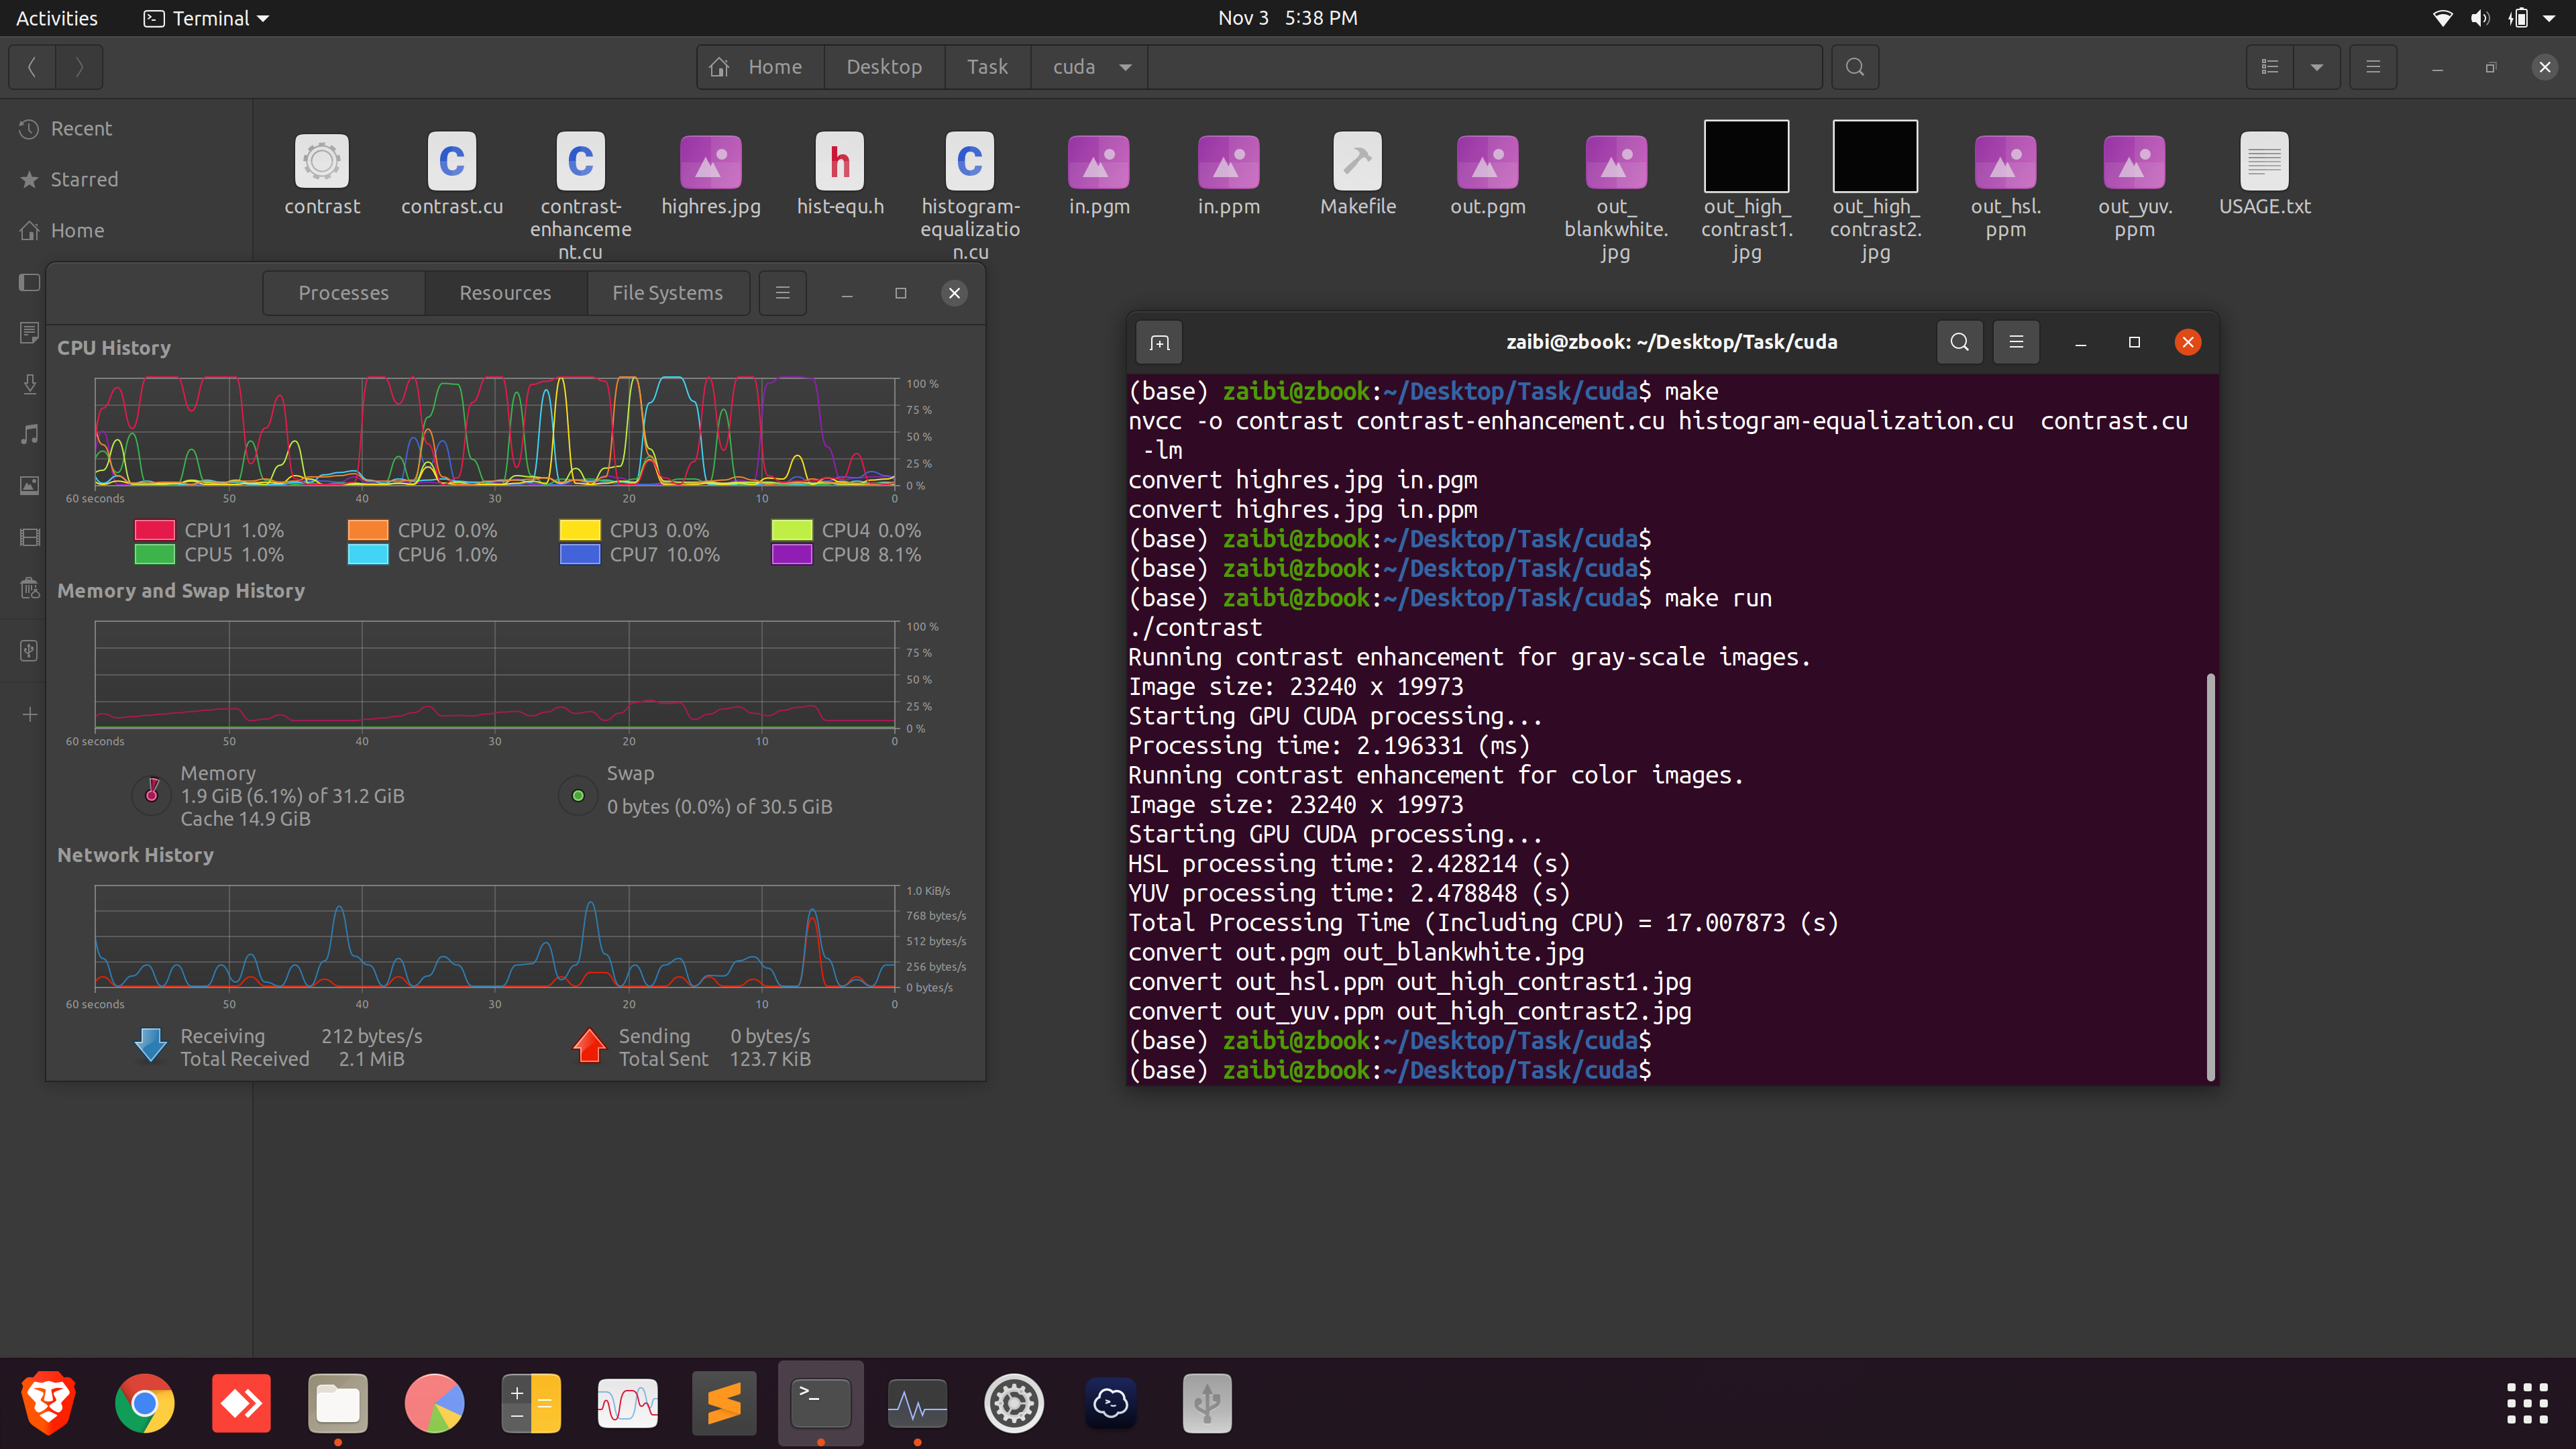 Activities
Terminal
Nov 3 5:38 PM
Home
Desktop
Task
cuda
Recent
Starred
Home
contrast
contrast.cu
contrast-
enhanceme
nt.cu
highres.jpg
hist-equ.h
histogram-
equalizatio
n.cu
in.pgm
in.ppm
Makefile
out.pgm
out_
blankwhite.
jpg
out_high_
contrast1.
jpg
out_high_
contrast2.
jpg
out_hsl.
ppm
out_yuv.
ppm
USAGE.txt
Processes
Resources
File Systems
CPU History
100 %
75 %
50 %
25 %
0 %
60 seconds 50 40 30 20 10 0
CPU1 1.0% CPU2 0.0% CPU3 0.0% CPU4 0.0%
CPU5 1.0% CPU6 1.0% CPU7 10.0% CPU8 8.1%
Memory and Swap History
100 %
75 %
50 %
25 %
0 %
60 seconds 50 40 30 20 10 0
Memory
1.9 GiB (6.1%) of 31.2 GiB
Cache 14.9 GiB
Swap
0 bytes (0.0%) of 30.5 GiB
Network History
1.0 KiB/s
768 bytes/s
512 bytes/s
256 bytes/s
0 bytes/s
60 seconds 50 40 30 20 10 0
Receiving 212 bytes/s
Total Received 2.1 MiB
Sending 0 bytes/s
Total Sent 123.7 KiB
zaibi@zbook: ~/Desktop/Task/cuda
(base) zaibi@zbook:~/Desktop/Task/cuda$ make
nvcc -o contrast contrast-enhancement.cu histogram-equalization.cu  contrast.cu
 -lm
convert highres.jpg in.pgm
convert highres.jpg in.ppm
(base) zaibi@zbook:~/Desktop/Task/cuda$
(base) zaibi@zbook:~/Desktop/Task/cuda$
(base) zaibi@zbook:~/Desktop/Task/cuda$ make run
./contrast
Running contrast enhancement for gray-scale images.
Image size: 23240 x 19973
Starting GPU CUDA processing...
Processing time: 2.196331 (ms)
Running contrast enhancement for color images.
Image size: 23240 x 19973
Starting GPU CUDA processing...
HSL processing time: 2.428214 (s)
YUV processing time: 2.478848 (s)
Total Processing Time (Including CPU) = 17.007873 (s)
convert out.pgm out_blankwhite.jpg
convert out_hsl.ppm out_high_contrast1.jpg
convert out_yuv.ppm out_high_contrast2.jpg
(base) zaibi@zbook:~/Desktop/Task/cuda$
(base) zaibi@zbook:~/Desktop/Task/cuda$